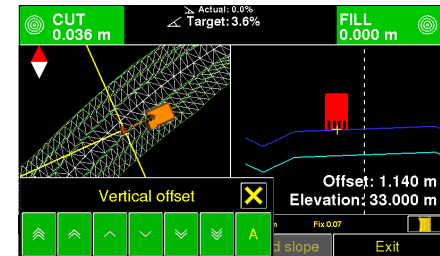 CUT
0.036 m
Actual: 0.0%
Target: 3.6%
FILL
0.000 m
Offset: 1.140 m
Elevation: 33.000 m
Vertical offset
A
Fix 0.07
d slope
Exit